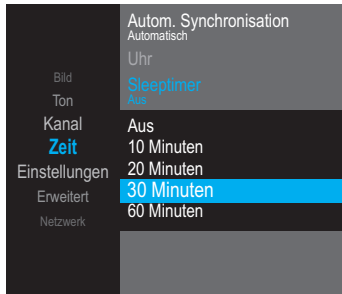 Bild
Ton
Kanal
Zeit
Einstellungen
Erweitert
Netzwerk
Autom. Synchronisation
Automatisch
Uhr
Sleeptimer
Aus
Aus
10 Minuten
20 Minuten
30 Minuten
60 Minuten